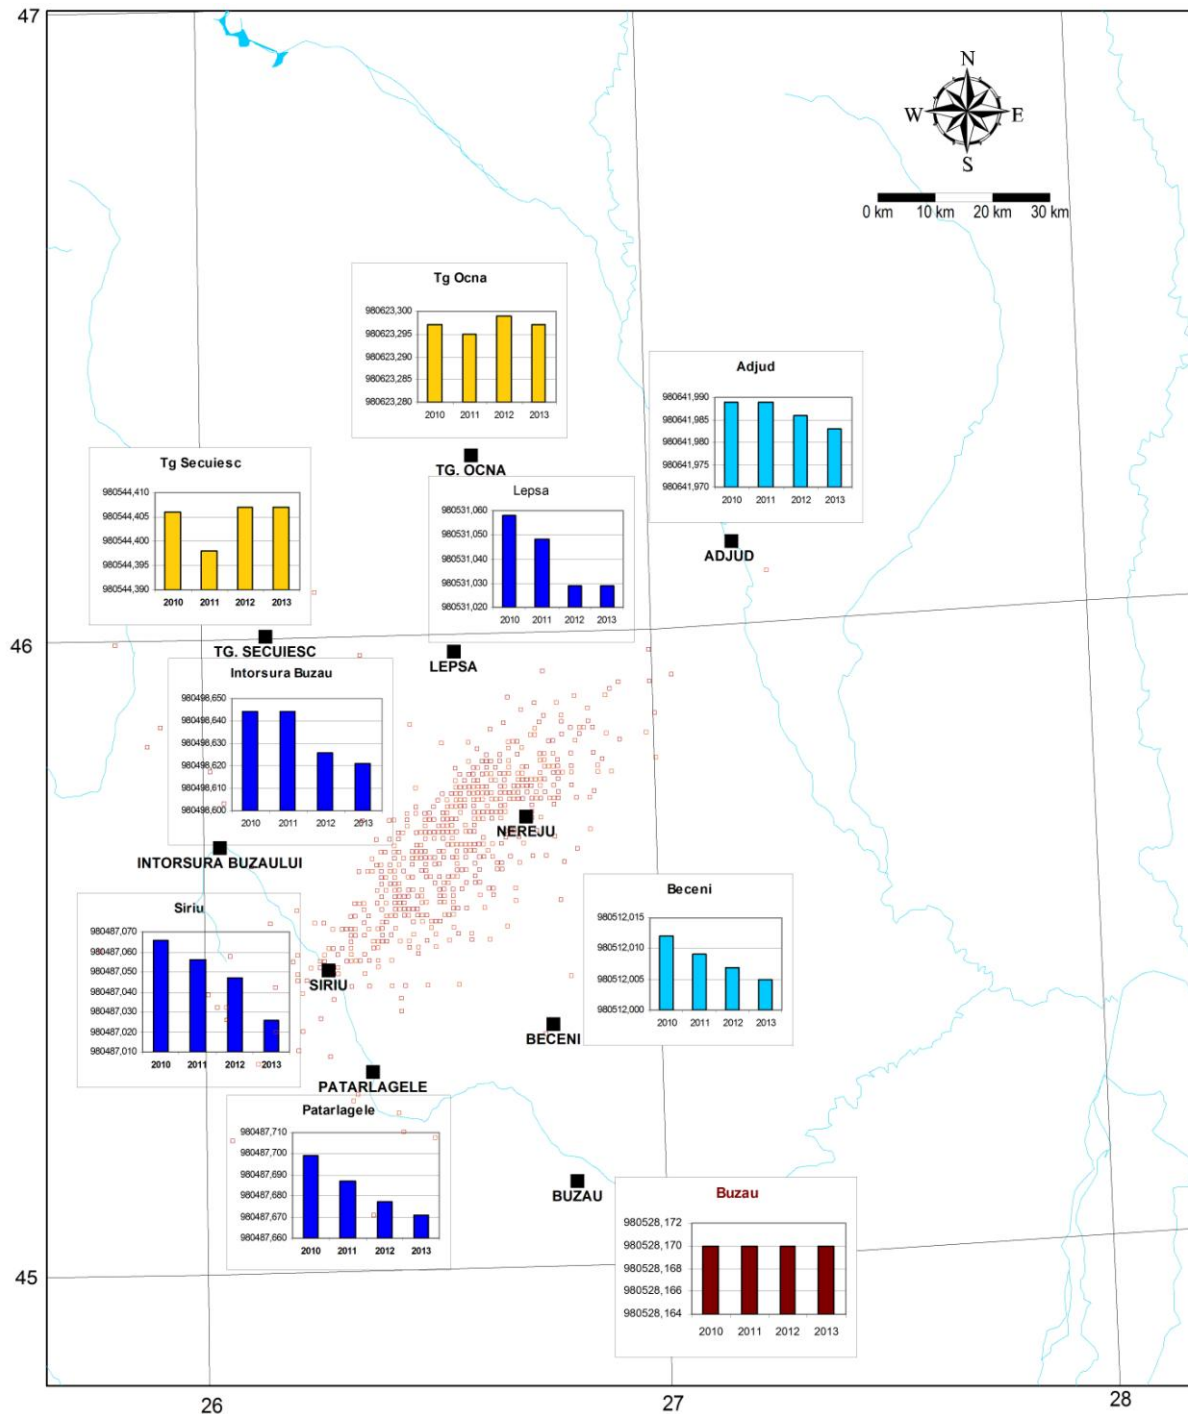 47
N
W E
S
0 km 10 km 20 km 30 km
Tg Ocna
980623,300
980623,295
980623,290
980623,285
980623,280
2010 2011 2012 2013
TG. OCNA
Adjud
980641,990
980641,985
980641,980
980641,975
980641,970
2010 2011 2012 2013
ADJUD
Tg Secuiesc
980544,410
980544,405
980544,400
980544,395
980544,390
2010 2011 2012 2013
TG. SECUIESC
Lepsa
980531,060
980531,050
980531,040
980531,030
980531,020
2010 2011 2012 2013
LEPSA
46
Intorsura Buzau
980498,650
980498,640
980498,630
980498,620
980498,610
980498,600
2010 2011 2012 2013
INTORSURA BUZAULUI
NEREJU
Siriu
980487,070
980487,060
980487,050
980487,040
980487,030
980487,020
980487,010
2010 2011 2012 2013
SIRIU
Beceni
980512,015
980512,010
980512,005
980512,000
2010 2011 2012 2013
BECENI
PATARLAGELE
Patarlagele
980487,710
980487,700
980487,690
980487,680
980487,670
980487,660
2010 2011 2012 2013
BUZAU
Buzau
980528,172
980528,170
980528,168
980528,166
980528,164
2010 2011 2012 2013
45
26 27 28